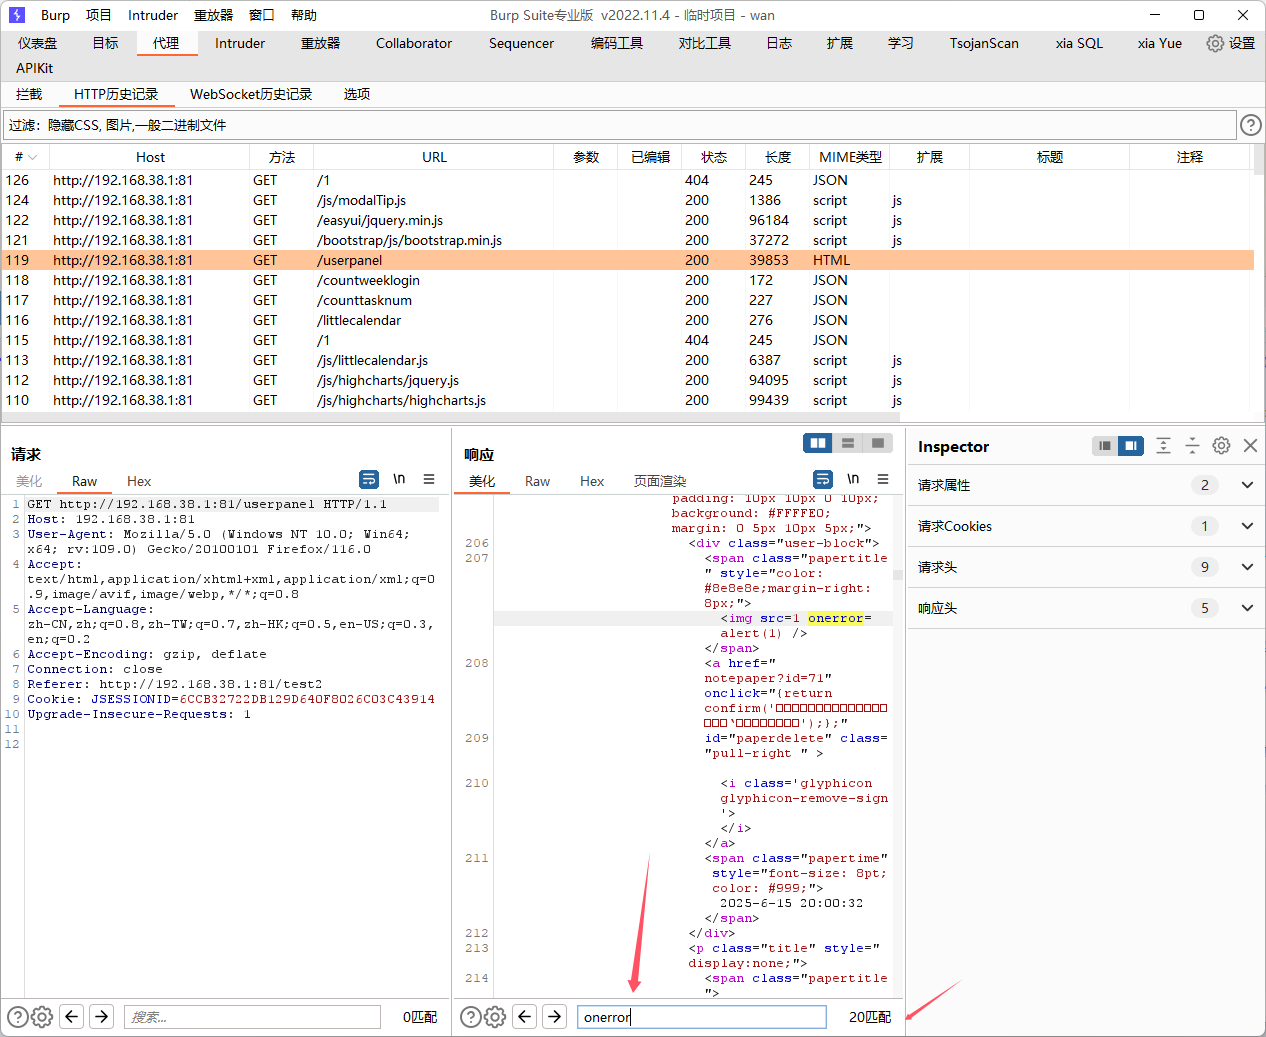 Burp 项目 Intruder 重放器 窗口 帮助 Burp Suite专业版 v2022.11.4 - 临时项目 - wan
仪表盘 目标 代理 Intruder 重放器 Collaborator Sequencer 编码工具 对比工具 日志 扩展 学习 TsojanScan xia SQL xia Yue 设置
APIKit
拦截 HTTP历史记录 WebSocket历史记录 选项
过滤：隐藏CSS, 图片,一般二进制文件
# Host 方法 URL 参数 已编辑 状态 长度 MIME类型 扩展 标题 注释
126 http://192.168.38.1:81 GET /1 404 245 JSON
124 http://192.168.38.1:81 GET /js/modalTip.js 200 1386 script js
122 http://192.168.38.1:81 GET /easyui/jquery.min.js 200 96184 script js
121 http://192.168.38.1:81 GET /bootstrap/js/bootstrap.min.js 200 37272 script js
119 http://192.168.38.1:81 GET /userpanel 200 39853 HTML
118 http://192.168.38.1:81 GET /countweeklogin 200 172 JSON
117 http://192.168.38.1:81 GET /counttasknum 200 227 JSON
116 http://192.168.38.1:81 GET /littlecalendar 200 276 JSON
115 http://192.168.38.1:81 GET /1 404 245 JSON
113 http://192.168.38.1:81 GET /js/littlecalendar.js 200 6387 script js
112 http://192.168.38.1:81 GET /js/highcharts/jquery.js 200 94095 script js
110 http://192.168.38.1:81 GET /js/highcharts/highcharts.js 200 99439 script js
请求
美化 Raw Hex \n
1 GET http://192.168.38.1:81/userpanel HTTP/1.1
2 Host: 192.168.38.1:81
3 User-Agent: Mozilla/5.0 (Windows NT 10.0; Win64;
x64; rv:109.0) Gecko/20100101 Firefox/116.0
4 Accept:
text/html,application/xhtml+xml,application/xml;q=0
.9,image/avif,image/webp,*/*;q=0.8
5 Accept-Language:
zh-CN,zh;q=0.8,zh-TW;q=0.7,zh-HK;q=0.5,en-US;q=0.3,
en;q=0.2
6 Accept-Encoding: gzip, deflate
7 Connection: close
8 Referer: http://192.168.38.1:81/test2
9 Cookie: JSESSIONID=6CCB32722DB129D640F8026C03C43914
10 Upgrade-Insecure-Requests: 1
11
12
搜索... 0匹配
响应
美化 Raw Hex 页面渲染 \n
padding: 10px 10px 0 10px;
background: #FFFFE0;
margin: 0 5px 10px 5px;">
206 <div class="user-block">
207 <span class="papertitle
" style="color:
#8e8e8e;margin-right:
8px;">
<img src=1 onerror=
alert(1) />
</span>
208 <a href="
notepaper?id=71"
onclick="{return
confirm('□□□□□□□□□□□□□□
□□□‵□□□□□□□□');};"
209 id="paperdelete" class=
"pull-right " >
210 <i class='glyphicon
glyphicon-remove-sign
'>
</i>
</a>
211 <span class="papertime"
style="font-size: 8pt;
color: #999;">
2025-6-15 20:00:32
</span>
212 </div>
213 <p class="title" style="
display:none;">
214 <span class="papertitle
">
onerror 20匹配
Inspector
请求属性 2
请求Cookies 1
请求头 9
响应头 5